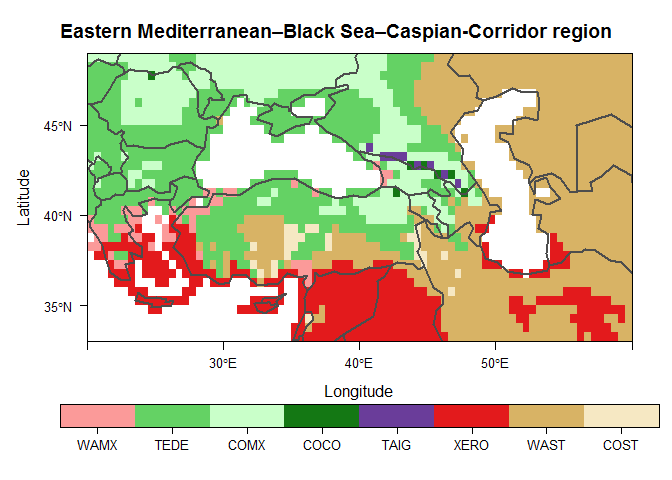 Eastern Mediterranean–Black Sea–Caspian-Corridor region
Latitude
45°N
40°N
35°N
30°E 40°E 50°E
Longitude
WAMX TEDE COMX COCO TAIG XERO WAST COST